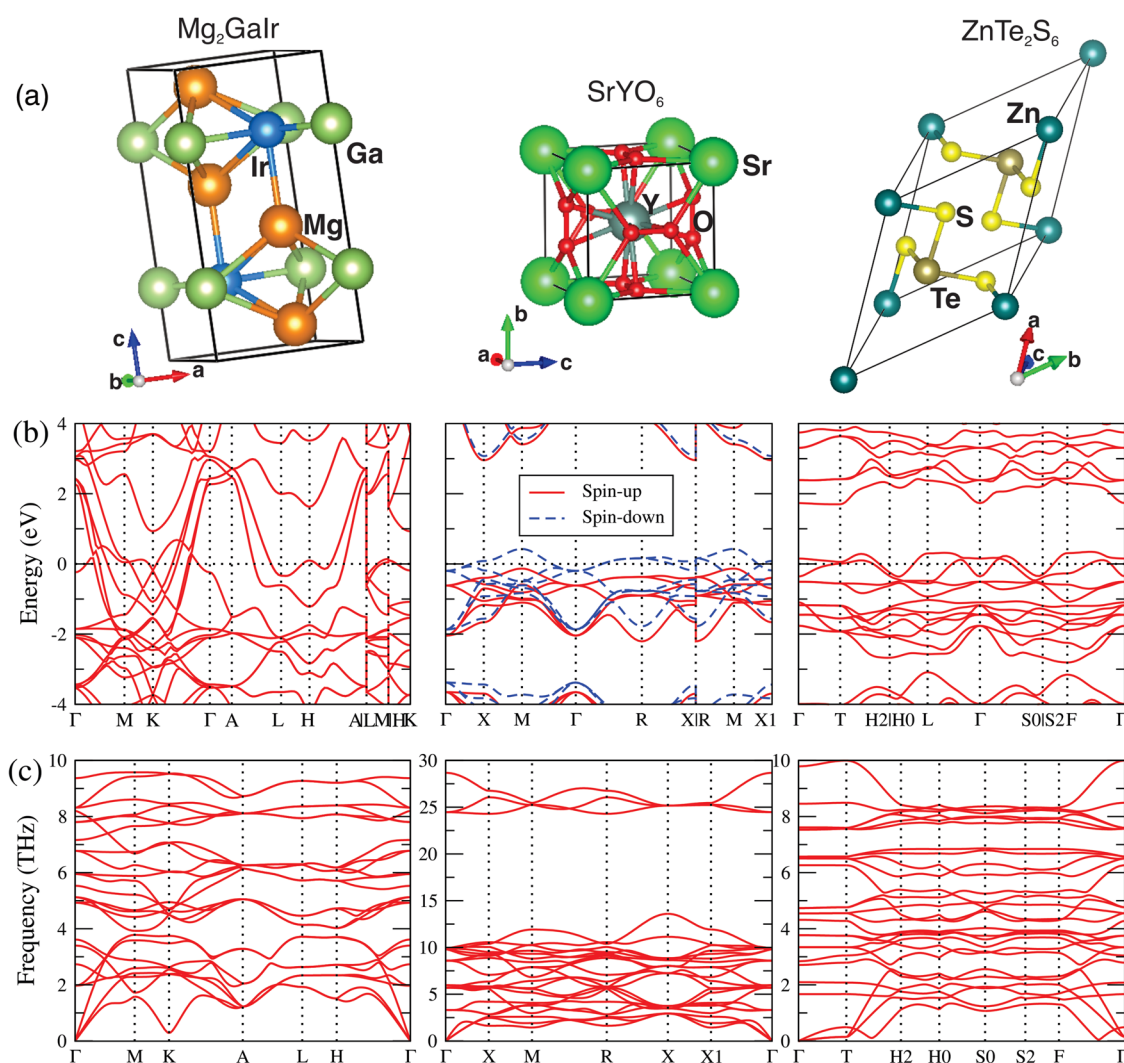 Mg₂GaIr
SrYO₆
ZnTe₂S₆
(a)
Ga
Ir
Mg
c
b
a
Sr
Y
O
b
a
c
Zn
S
Te
a
c
b
(b)
Energy (eV)
4
2
0
-2
-4
Γ M K Γ A L H A|L M|H K
Spin-up
Spin-down
Γ X M Γ R X|R M X1
Γ T H2|H0 L Γ S0|S2 F Γ
(c)
Frequency (THz)
10
8
6
4
2
0
Γ M K A L H Γ
30
25
20
15
10
5
0
Γ X M R X X1 Γ
10
8
6
4
2
0
Γ T H2 H0 S0 S2 F Γ